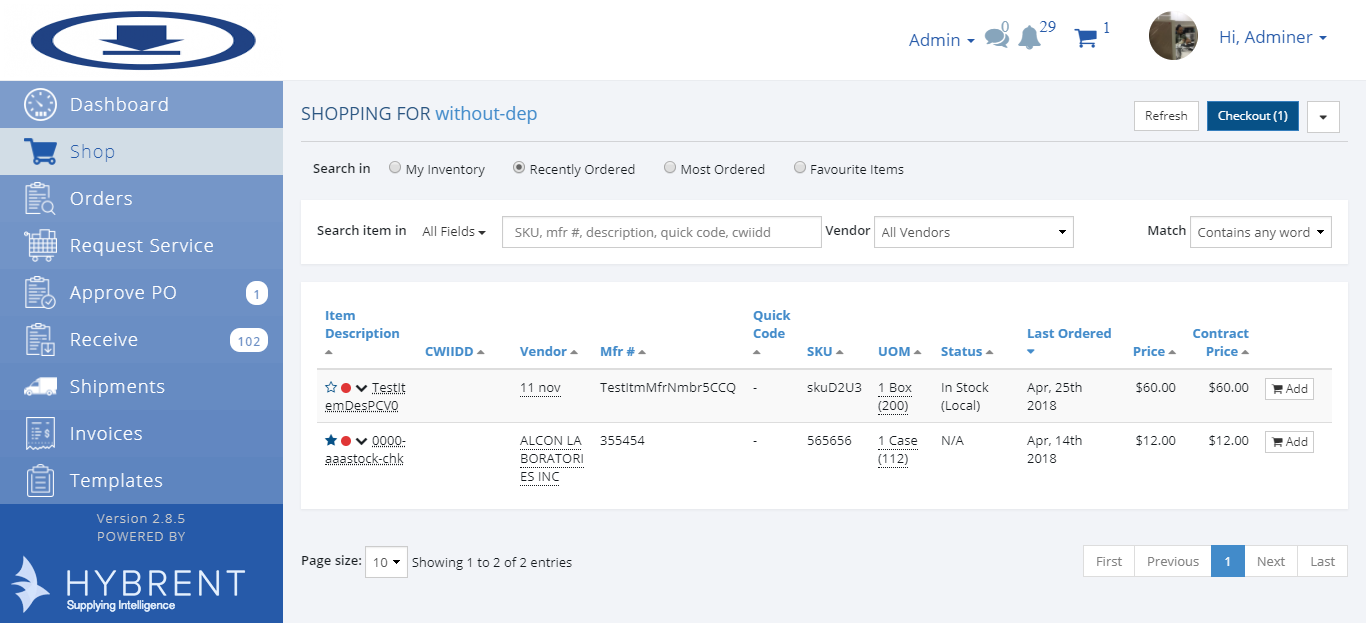 Admin 0 29 1 Hi, Adminer
Dashboard
Shop
Orders
Request Service
Approve PO 1
Receive 102
Shipments
Invoices
Templates
Version 2.8.5
POWERED BY
HYBRENT
Supplying Intelligence
SHOPPING FOR without-dep
Refresh Checkout (1)
Search in My Inventory Recently Ordered Most Ordered Favourite Items
Search item in All Fields SKU, mfr #, description, quick code, cwiidd Vendor All Vendors Match Contains any word
Item Quick
Description Code Last Ordered Contract
CWIIDD Vendor Mfr # SKU UOM Status Price Price
TestIt 11 nov TestItmMfrNmbr5CCQ - skuD2U3 1 Box In Stock Apr, 25th $60.00 $60.00 Add
emDesPCV0 (200) (Local) 2018
0000- ALCON LA 355454 - 565656 1 Case N/A Apr, 14th $12.00 $12.00 Add
aaastock-chk BORATORI (112) 2018
ES INC
Page size: 10 Showing 1 to 2 of 2 entries First Previous 1 Next Last